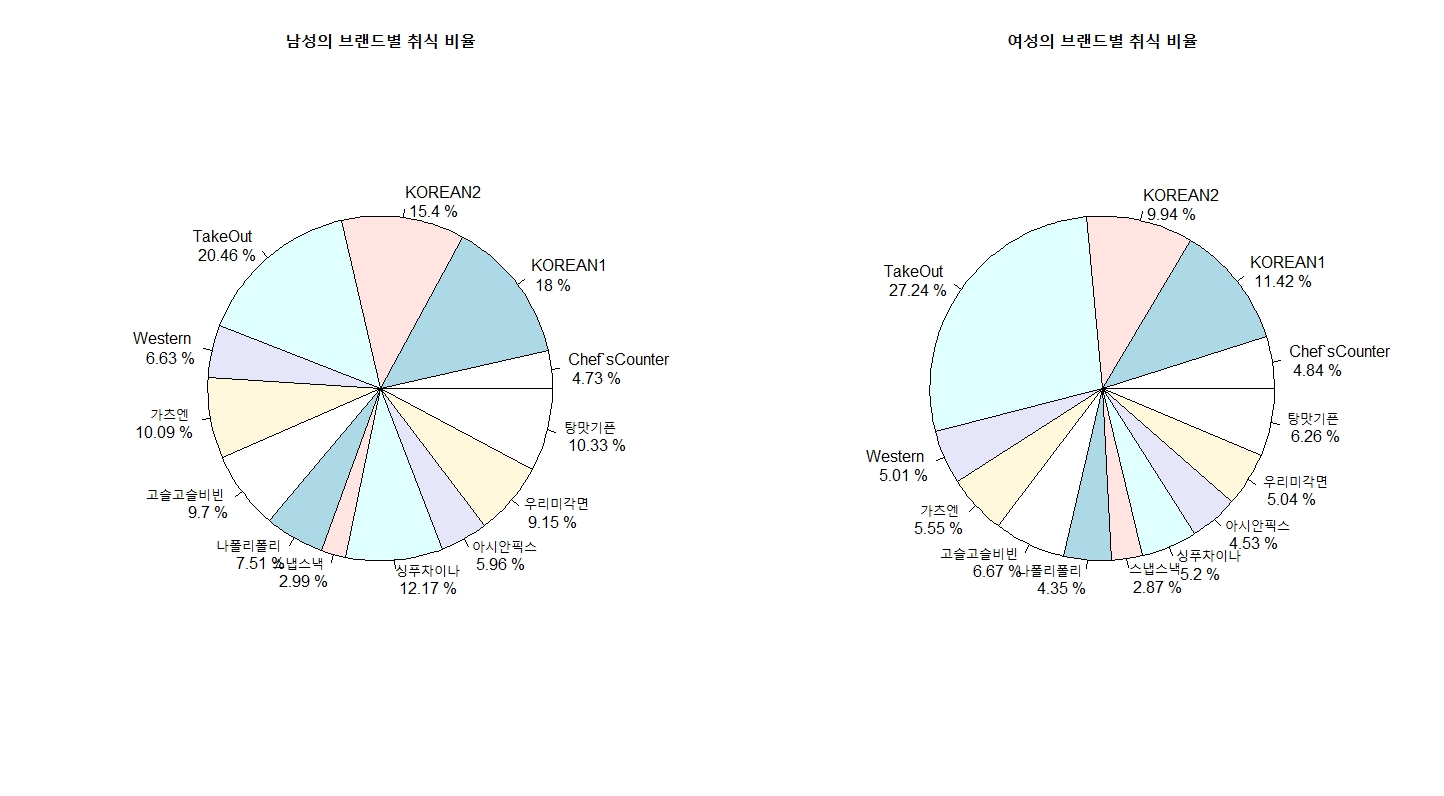 남성의 브랜드별 취식 비율
KOREAN2
15.4 %
TakeOut
20.46 %
KOREAN1
18 %
Western
6.63 %
Chef`sCounter
4.73 %
가츠엔
10.09 %
탕맛기픈
10.33 %
고슬고슬비빈
9.7 %
우리미각면
9.15 %
나폴리폴리
7.51 %
스냅스낵
2.99 %
싱푸차이나
12.17 %
아시안픽스
5.96 %
여성의 브랜드별 취식 비율
KOREAN2
9.94 %
TakeOut
27.24 %
KOREAN1
11.42 %
Chef`sCounter
4.84 %
탕맛기픈
6.26 %
Western
5.01 %
우리미각면
5.04 %
가츠엔
5.55 %
아시안픽스
4.53 %
고슬고슬비빈
6.67 %
나폴리폴리
4.35 %
스냅스낵
2.87 %
싱푸차이나
5.2 %